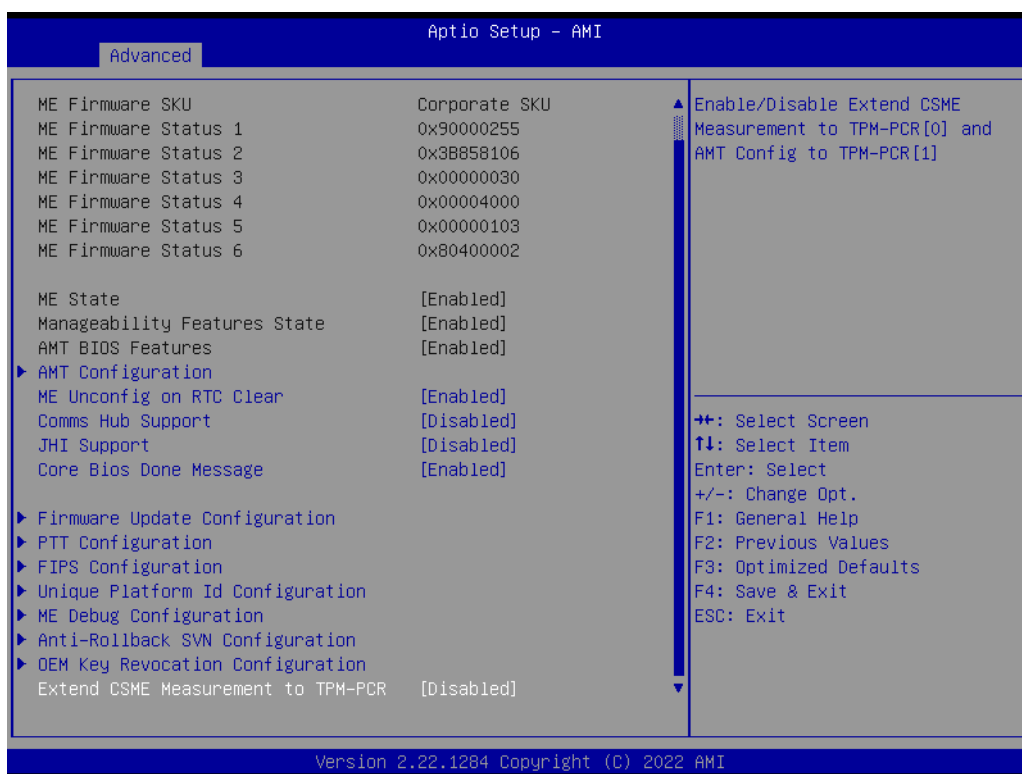 Aptio Setup – AMI
Advanced
ME Firmware SKU Corporate SKU
ME Firmware Status 1 0x90000255
ME Firmware Status 2 0x3B858106
ME Firmware Status 3 0x00000030
ME Firmware Status 4 0x00004000
ME Firmware Status 5 0x00000103
ME Firmware Status 6 0x80400002
ME State [Enabled]
Manageability Features State [Enabled]
AMT BIOS Features [Enabled]
AMT Configuration
ME Unconfig on RTC Clear [Enabled]
Comms Hub Support [Disabled]
JHI Support [Disabled]
Core Bios Done Message [Enabled]
Firmware Update Configuration
PTT Configuration
FIPS Configuration
Unique Platform Id Configuration
ME Debug Configuration
Anti-Rollback SVN Configuration
OEM Key Revocation Configuration
Extend CSME Measurement to TPM-PCR [Disabled]
Enable/Disable Extend CSME
Measurement to TPM-PCR[0] and
AMT Config to TPM-PCR[1]
→←: Select Screen
↑↓: Select Item
Enter: Select
+/-: Change Opt.
F1: General Help
F2: Previous Values
F3: Optimized Defaults
F4: Save & Exit
ESC: Exit
Version 2.22.1284 Copyright (C) 2022 AMI